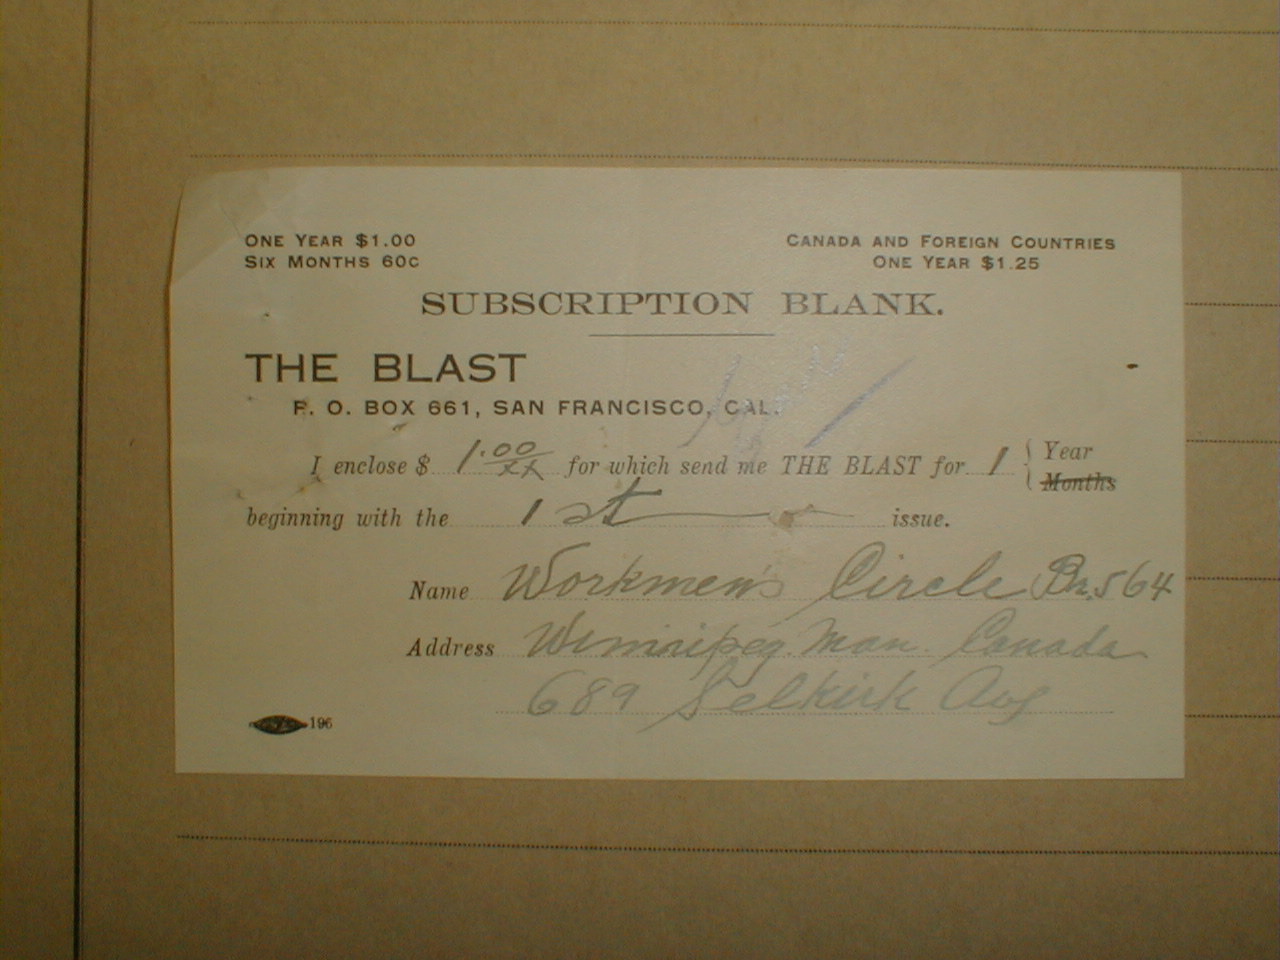 ONE YEAR $1.00
SIX MONTHS 60C
CANADA AND FOREIGN COUNTRIES
ONE YEAR $1.25
SUBSCRIPTION BLANK.
THE BLAST
P. O. BOX 661, SAN FRANCISCO, CAL.
I enclose $ 1.00/xx for which send me THE BLAST for 1 { Year
Months
beginning with the 1st issue.
Name Workmen's Circle Br. 564
Address Winnipeg. Man. Canada
689 Selkirk Ave
196